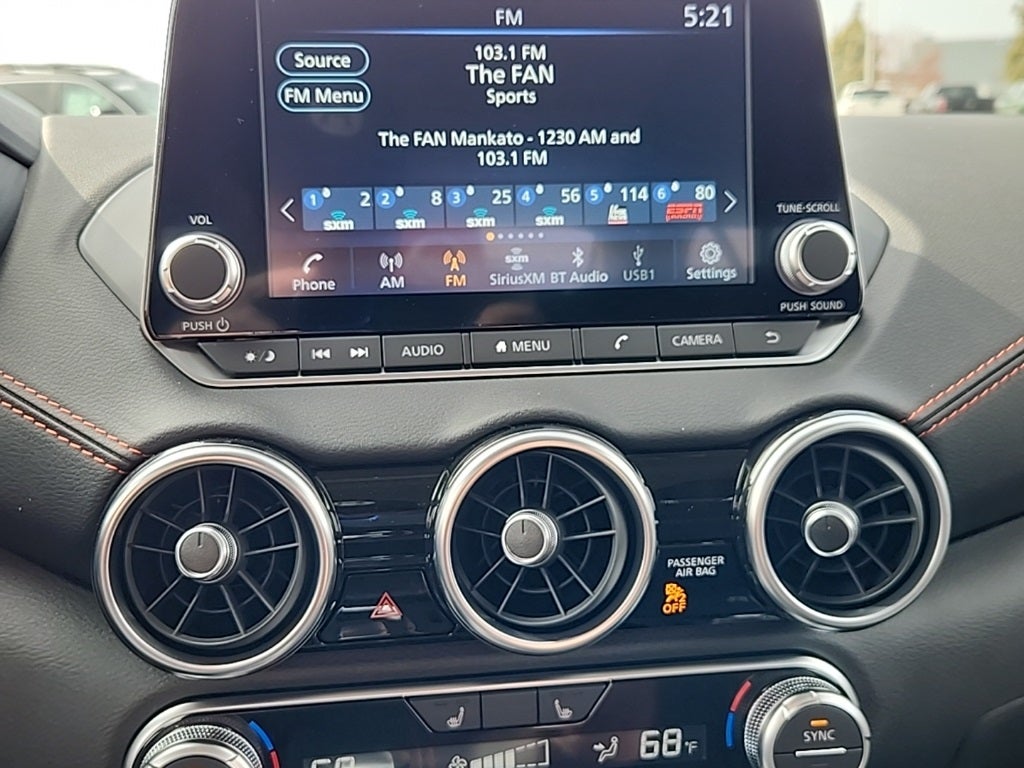 FM
5:21
Source
FM Menu
103.1 FM
The FAN
Sports
The FAN Mankato - 1230 AM and
103.1 FM
1 2 sxm
2 8 sxm
3 25 sxm
4 56 sxm
5 114
6 80 ESPN
VOL
PUSH
TUNE·SCROLL
PUSH SOUND
Phone
AM
FM
sxm
SiriusXM
BT Audio
USB1
Settings
AUDIO
MENU
CAMERA
PASSENGER
AIR BAG
OFF
68°F
SYNC